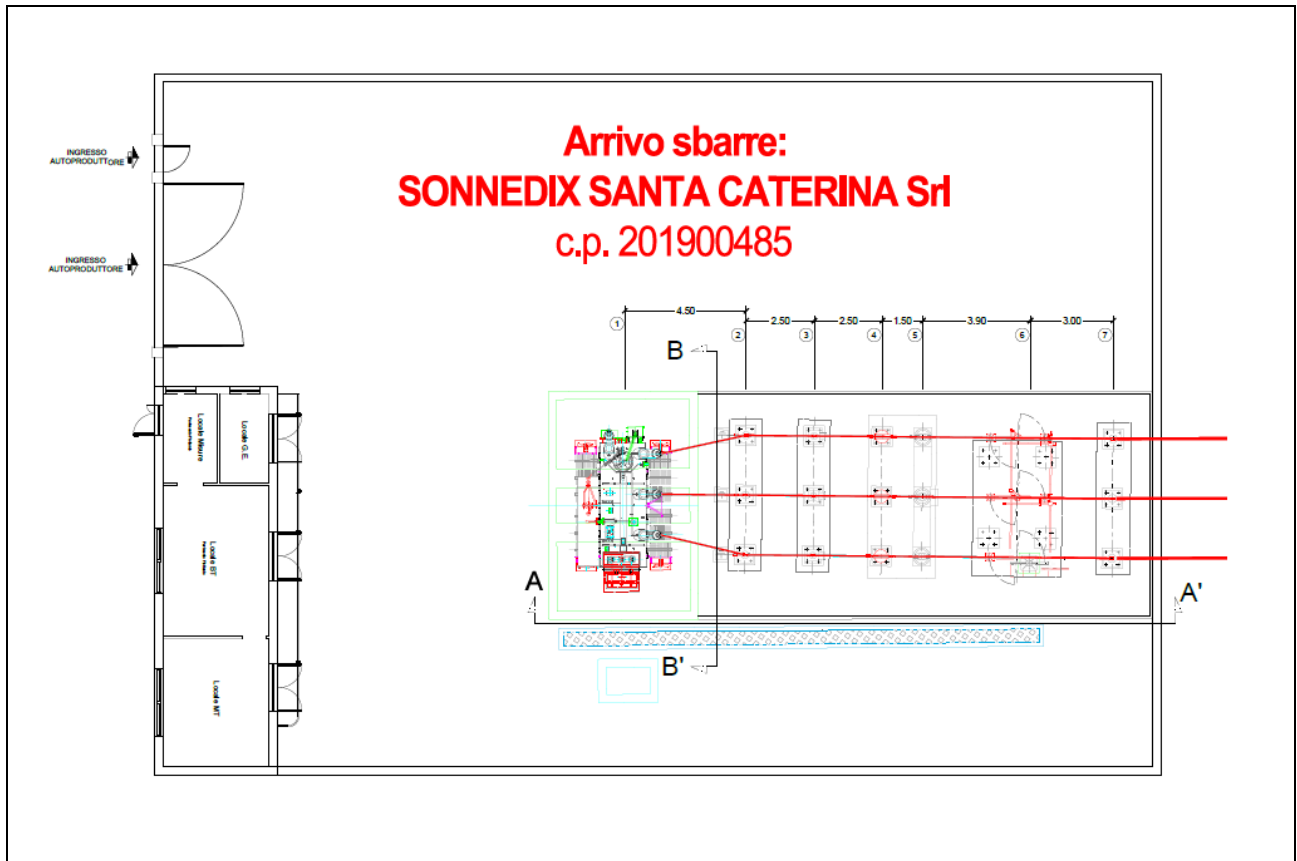 Arrivo sbarre:
SONNEDIX SANTA CATERINA Srl
c.p. 201900485
INGRESSO
AUTOPRODUTTORE
INGRESSO
AUTOPRODUTTORE
4.50
2.50
2.50
1.50
3.90
3.00
1
2
3
4
5
6
7
B
A
A'
B'
Locale Misure
Locale G.E.
Locale BT
Locale MT